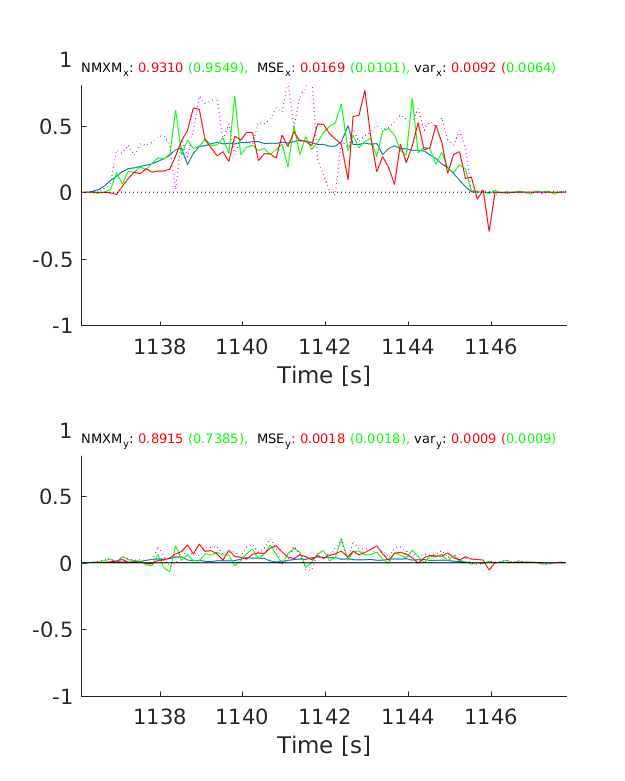 1
NMXMx: 0.9310 (0.9549), MSEx: 0.0169 (0.0101), varx: 0.0092 (0.0064)
0.5
0
-0.5
-1
1138 1140 1142 1144 1146
Time [s]
1
NMXMy: 0.8915 (0.7385), MSEy: 0.0018 (0.0018), vary: 0.0009 (0.0009)
0.5
0
-0.5
-1
1138 1140 1142 1144 1146
Time [s]